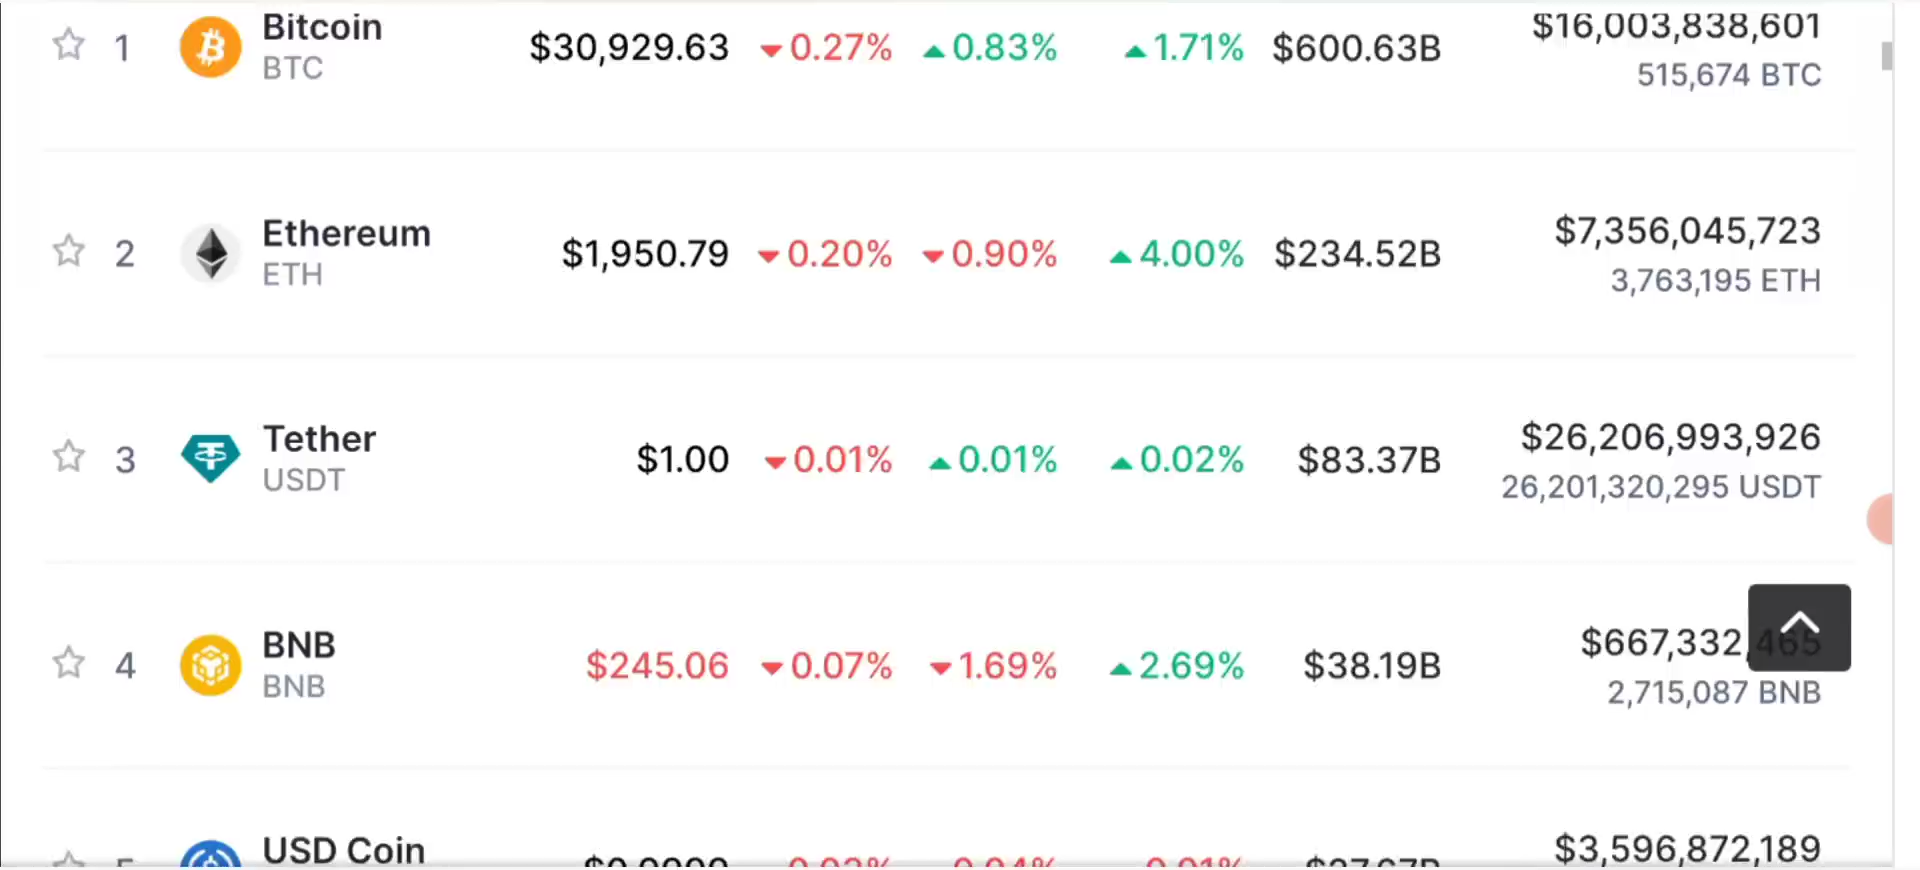 1 Bitcoin BTC $30,929.63 0.27% 0.83% 1.71% $600.63B $16,003,838,601
515,674 BTC
2 Ethereum ETH $1,950.79 0.20% 0.90% 4.00% $234.52B $7,356,045,723
3,763,195 ETH
3 Tether USDT $1.00 0.01% 0.01% 0.02% $83.37B $26,206,993,926
26,201,320,295 USDT
4 BNB BNB $245.06 0.07% 1.69% 2.69% $38.19B $667,332,465
2,715,087 BNB
USD Coin $3,596,872,189